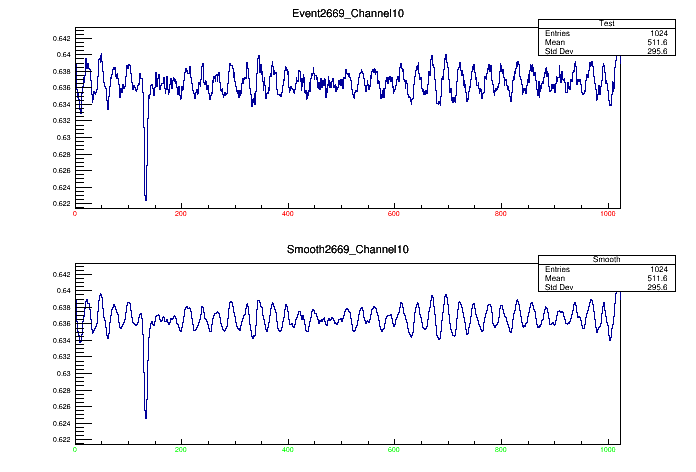 Event2669_Channel10
Test
Entries 1024
Mean 511.6
Std Dev 295.6
0.642
0.64
0.638
0.636
0.634
0.632
0.63
0.628
0.626
0.624
0.622
0 200 400 600 800 1000
Smooth2669_Channel10
Smooth
Entries 1024
Mean 511.6
Std Dev 295.6
0.642
0.64
0.638
0.636
0.634
0.632
0.63
0.628
0.626
0.624
0.622
0 200 400 600 800 1000